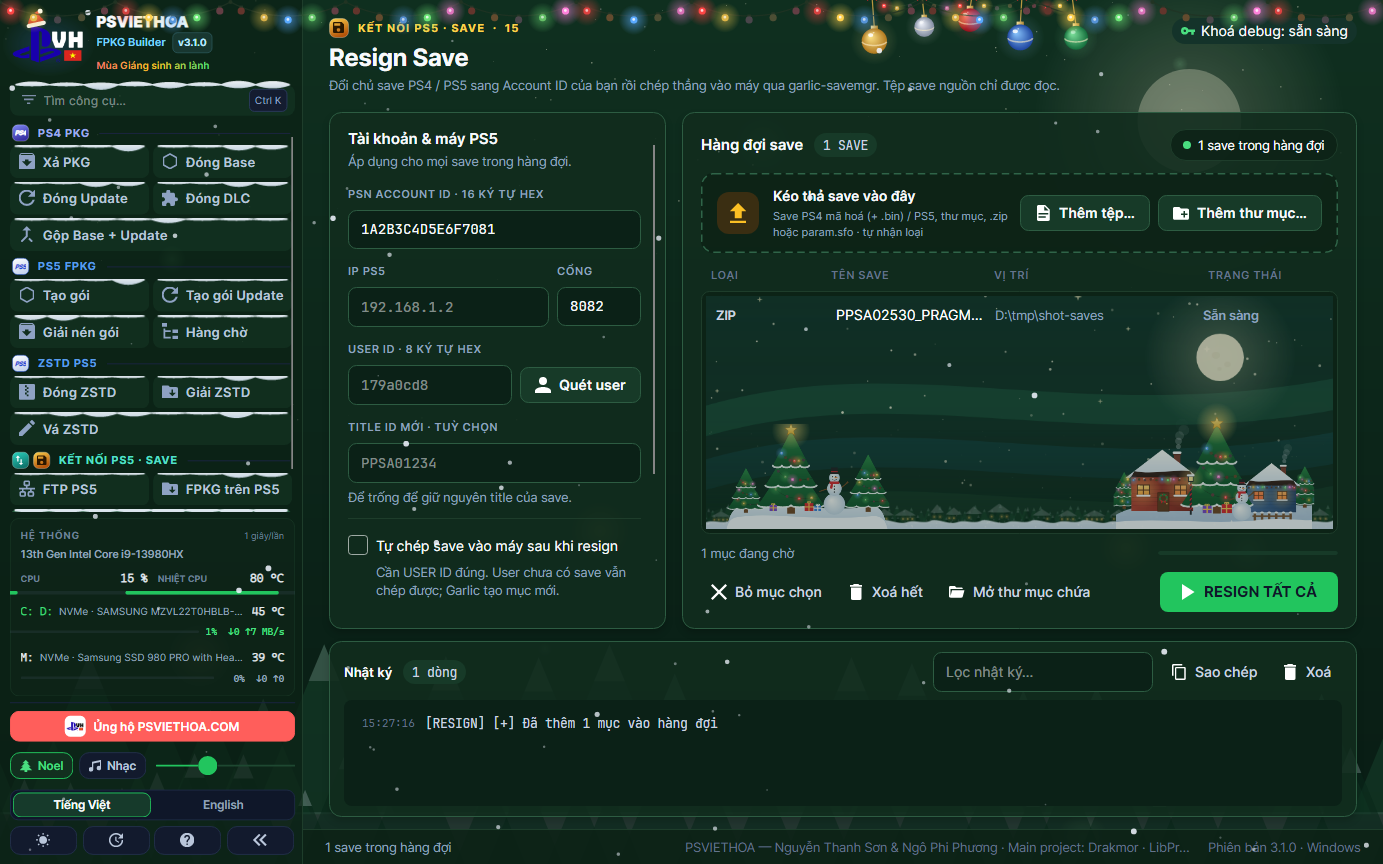 PSVIETHOA
FPKG Builder v3.1.0
Mùa Giáng sinh an lành
Tìm công cụ... Ctrl K
PS4 PKG
Xả PKG
Đóng Base
Đóng Update
Đóng DLC
Gộp Base + Update
PS5 FPKG
Tạo gói
Tạo gói Update
Giải nén gói
Hàng chờ
ZSTD PS5
Đóng ZSTD
Giải ZSTD
Vá ZSTD
KẾT NỐI PS5 · SAVE
FTP PS5
FPKG trên PS5
HỆ THỐNG 1 giây/lần
13th Gen Intel Core i9-13980HX
CPU 15 % NHIỆT CPU 80 °C
C: D: NVMe · SAMSUNG MZVL22T0HBLB-... 45 °C
1% ↓0 ↑7 MB/s
M: NVMe · Samsung SSD 980 PRO with Hea... 39 °C
0% ↓0 ↑0
Ủng hộ PSVIETHOA.COM
Noel Nhạc
Tiếng Việt English
KẾT NỐI PS5 · SAVE · 15
Resign Save
Đổi chủ save PS4 / PS5 sang Account ID của bạn rồi chép thẳng vào máy qua garlic-savemgr. Tệp save nguồn chỉ được đọc.
Khoá debug: sẵn sàng
Tài khoản & máy PS5
Áp dụng cho mọi save trong hàng đợi.
PSN ACCOUNT ID · 16 KÝ TỰ HEX
1A2B3C4D5E6F7081
IP PS5 CỔNG
192.168.1.2 8082
USER ID · 8 KÝ TỰ HEX
179a0cd8 Quét user
TITLE ID MỚI · TUỲ CHỌN
PPSA01234
Để trống để giữ nguyên title của save.
Tự chép save vào máy sau khi resign
Cần USER ID đúng. User chưa có save vẫn
chép được; Garlic tạo mục mới.
Hàng đợi save 1 SAVE
1 save trong hàng đợi
Kéo thả save vào đây
Save PS4 mã hoá (+ .bin) / PS5, thư mục, .zip
hoặc param.sfo · tự nhận loại
Thêm tệp...
Thêm thư mục...
LOẠI TÊN SAVE VỊ TRÍ TRẠNG THÁI
ZIP PPSA02530_PRAGM... D:\tmp\shot-saves Sẵn sàng
1 mục đang chờ
Bỏ mục chọn Xoá hết Mở thư mục chứa RESIGN TẤT CẢ
Nhật ký 1 dòng Lọc nhật ký... Sao chép Xoá
15:27:16 [RESIGN] [+] Đã thêm 1 mục vào hàng đợi
1 save trong hàng đợi PSVIETHOA — Nguyễn Thanh Sơn & Ngô Phi Phương · Main project: Drakmor · LibPr... Phiên bản 3.1.0 · Windows